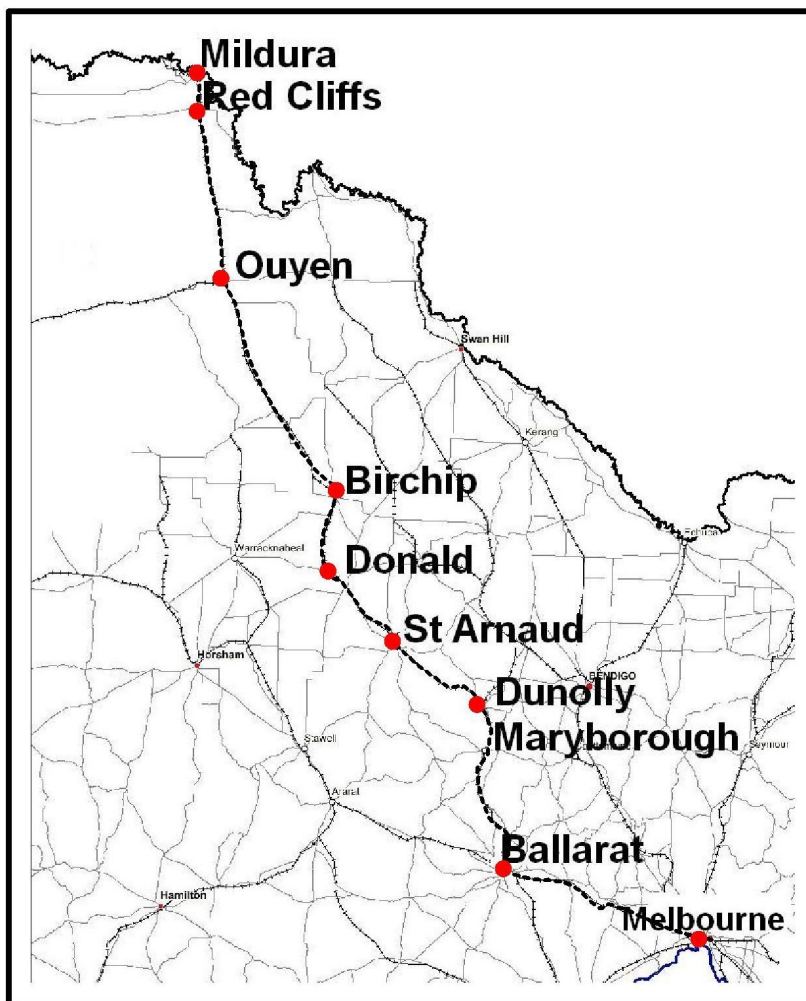 Mildura
Red Cliffs
Ouyen
Swan Hill
Kerang
Birchip
Echuca
Warracknabeal
Donald
St Arnaud
Horsham
BENDIGO
Dunolly
Maryborough
Stawell
Seymour
Ararat
Ballarat
Hamilton
Melbourne